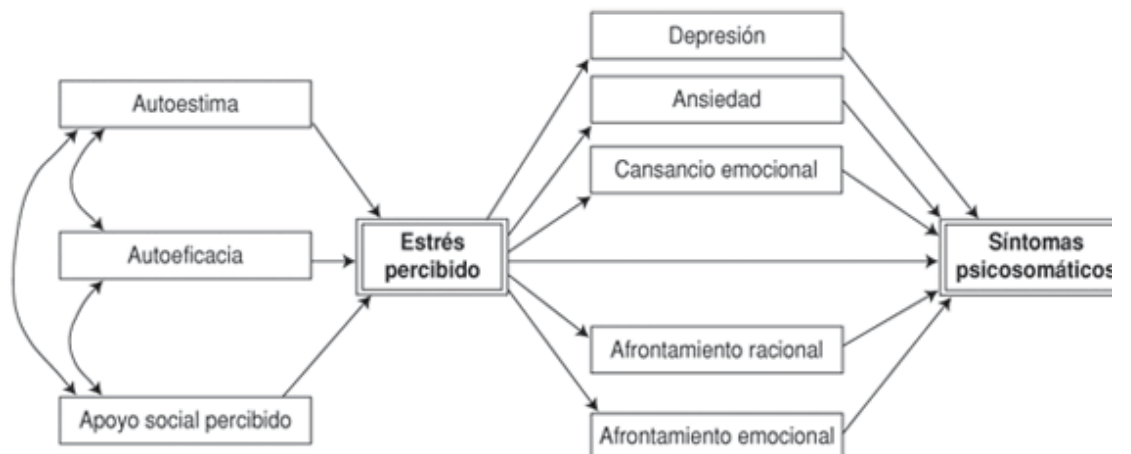 Autoestima
Autoeficacia
Apoyo social percibido
Estrés
percibido
Depresión
Ansiedad
Cansancio emocional
Afrontamiento racional
Afrontamiento emocional
Síntomas
psicosomáticos